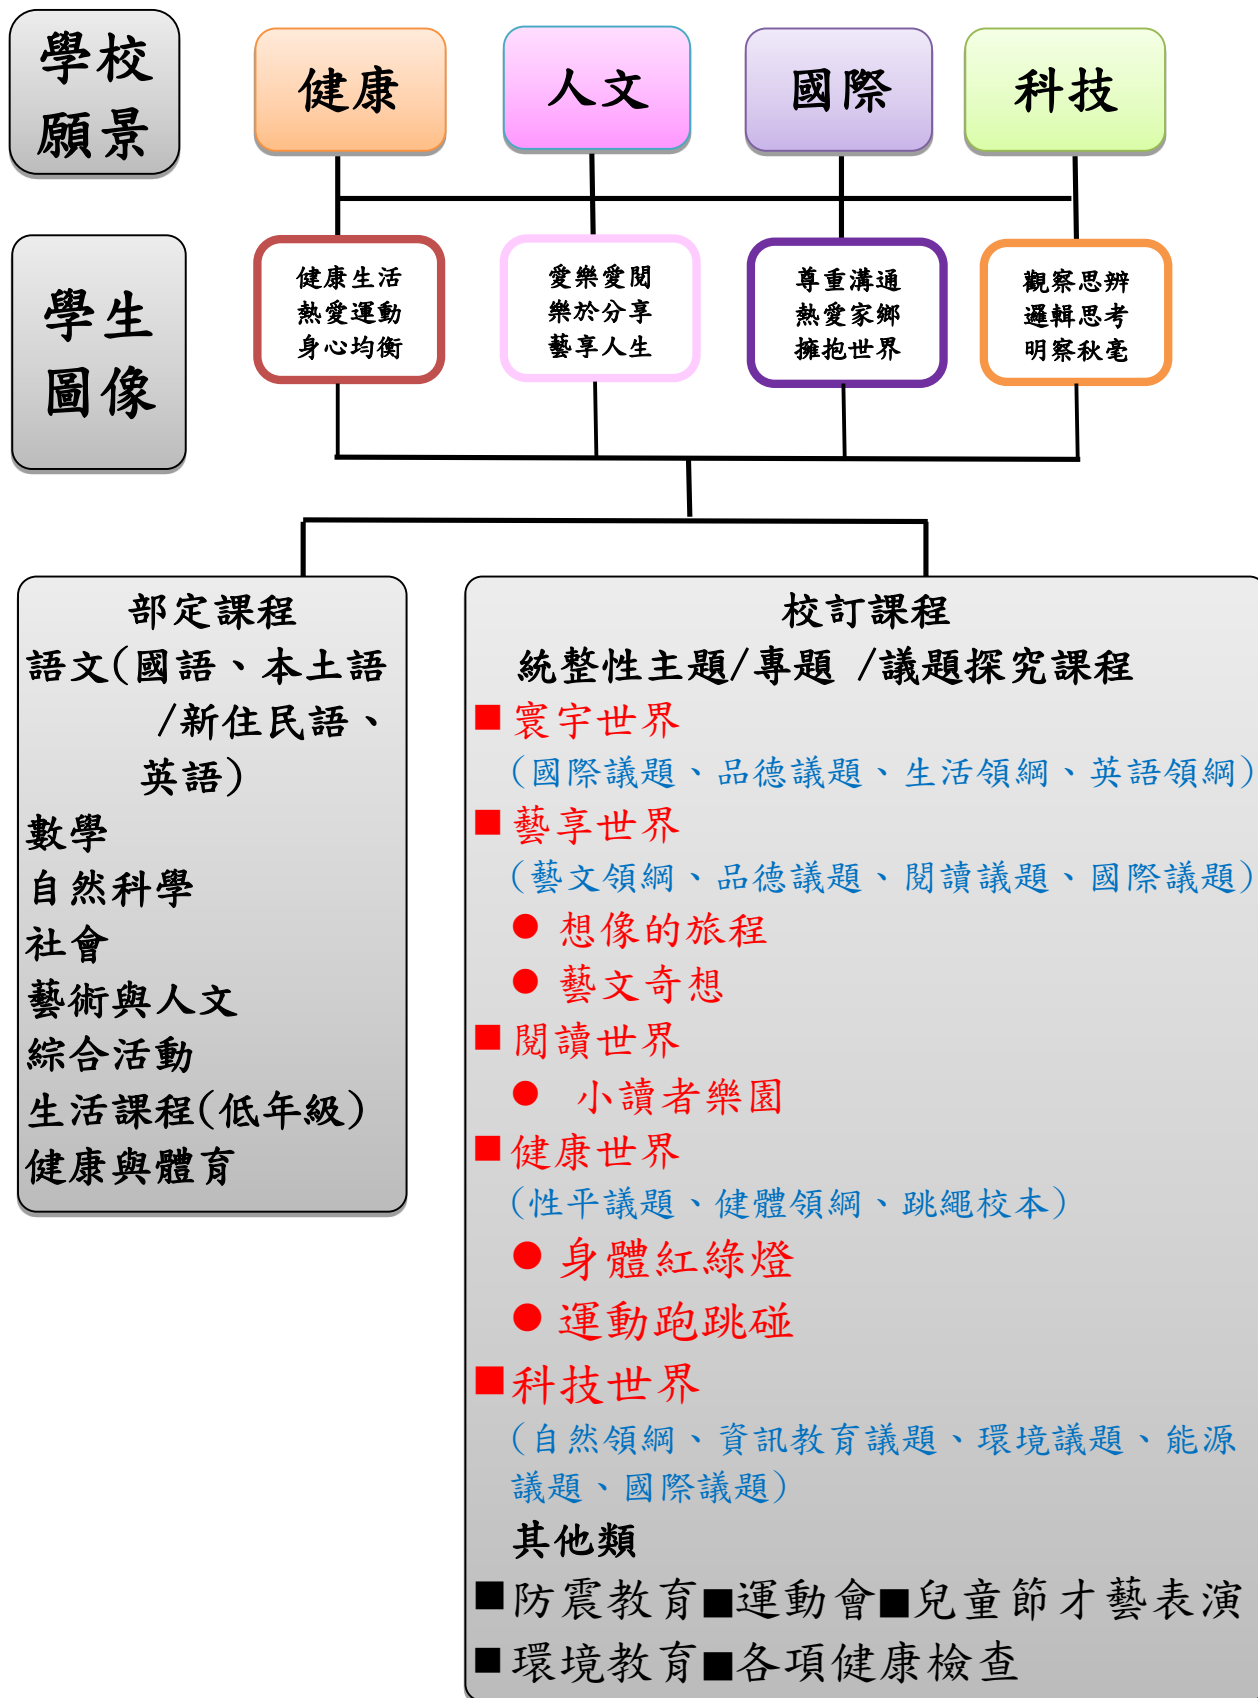 學校
願景
健康
人文
國際
科技
學生
圖像
健康生活
熱愛運動
身心均衡
愛樂愛閱
樂於分享
藝享人生
尊重溝通
熱愛家鄉
擁抱世界
觀察思辨
邏輯思考
明察秋毫
部定課程
語文(國語、本土語
/新住民語、
英語)
數學
自然科學
社會
藝術與人文
綜合活動
生活課程(低年級)
健康與體育
校訂課程
統整性主題/專題 /議題探究課程
■寰宇世界
(國際議題、品德議題、生活領綱、英語領綱)
■藝享世界
(藝文領綱、品德議題、閱讀議題、國際議題)
● 想像的旅程
● 藝文奇想
■閱讀世界
● 小讀者樂園
■健康世界
(性平議題、健體領綱、跳繩校本)
● 身體紅綠燈
● 運動跑跳碰
■科技世界
(自然領綱、資訊教育議題、環境議題、能源
議題、國際議題)
其他類
■防震教育■運動會■兒童節才藝表演
■環境教育■各項健康檢查